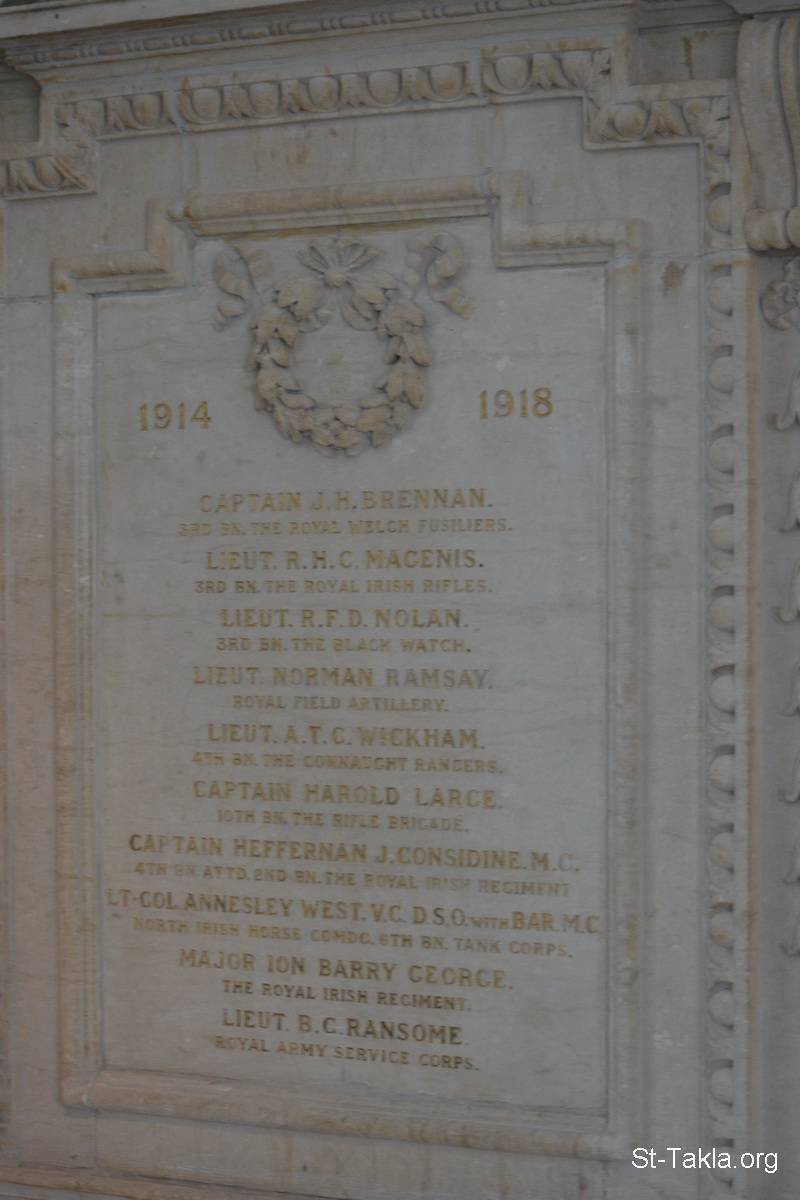 1914 1918
CAPTAIN J.H. BRENNAN.
3RD BN. THE ROYAL WELCH FUSILIERS.
LIEUT. R.H.C. MAGENIS.
3RD BN. THE ROYAL IRISH RIFLES.
LIEUT. R.F.D. NOLAN.
3RD BN. THE BLACK WATCH.
LIEUT. NORMAN RAMSAY.
ROYAL FIELD ARTILLERY.
LIEUT. A.T.C. WICKHAM.
4TH BN. THE CONNAUGHT RANGERS.
CAPTAIN HAROLD LARGE.
10TH BN. THE RIFLE BRIGADE.
CAPTAIN HEFFERNAN J. CONSIDINE. M.C.
4TH BN ATTD. 2ND BN. THE ROYAL IRISH REGIMENT
LT-COL. ANNESLEY WEST. V.C. D.S.O. WITH BAR. M.C.
NORTH IRISH HORSE COMDG. 6TH BN. TANK CORPS.
MAJOR ION BARRY GEORGE.
THE ROYAL IRISH REGIMENT.
LIEUT. B.C. RANSOME.
ROYAL ARMY SERVICE CORPS.
St-Takla.org